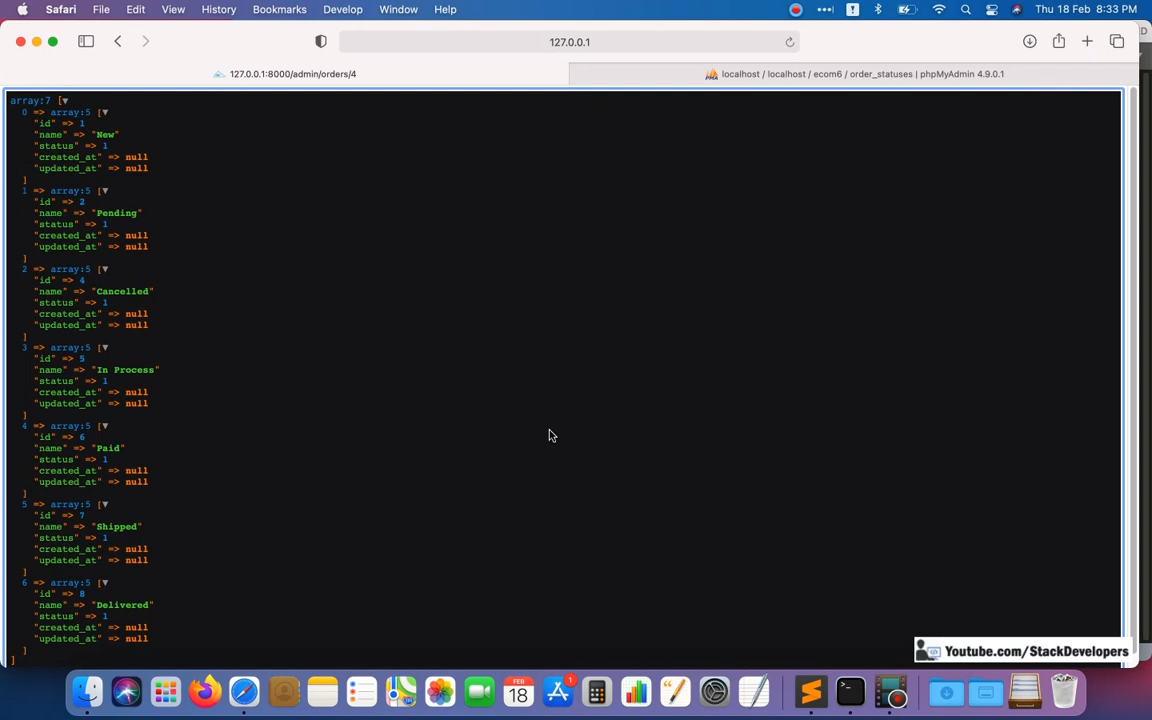 Safari File Edit View History Bookmarks Develop Window Help Thu 18 Feb 8:33 PM
127.0.0.1
127.0.0.1:8000/admin/orders/4
localhost / localhost / ecom6 / order_statuses | phpMyAdmin 4.9.0.1
array:7 [▼
0 => array:5 [▼
"id" => 1
"name" => "New"
"status" => 1
"created_at" => null
"updated_at" => null
]
1 => array:5 [▼
"id" => 2
"name" => "Pending"
"status" => 1
"created_at" => null
"updated_at" => null
]
2 => array:5 [▼
"id" => 4
"name" => "Cancelled"
"status" => 1
"created_at" => null
"updated_at" => null
]
3 => array:5 [▼
"id" => 5
"name" => "In Process"
"status" => 1
"created_at" => null
"updated_at" => null
]
4 => array:5 [▼
"id" => 6
"name" => "Paid"
"status" => 1
"created_at" => null
"updated_at" => null
]
5 => array:5 [▼
"id" => 7
"name" => "Shipped"
"status" => 1
"created_at" => null
"updated_at" => null
]
6 => array:5 [▼
"id" => 8
"name" => "Delivered"
"status" => 1
"created_at" => null
"updated_at" => null
]
]
Youtube.com/StackDevelopers
FEB
18
1